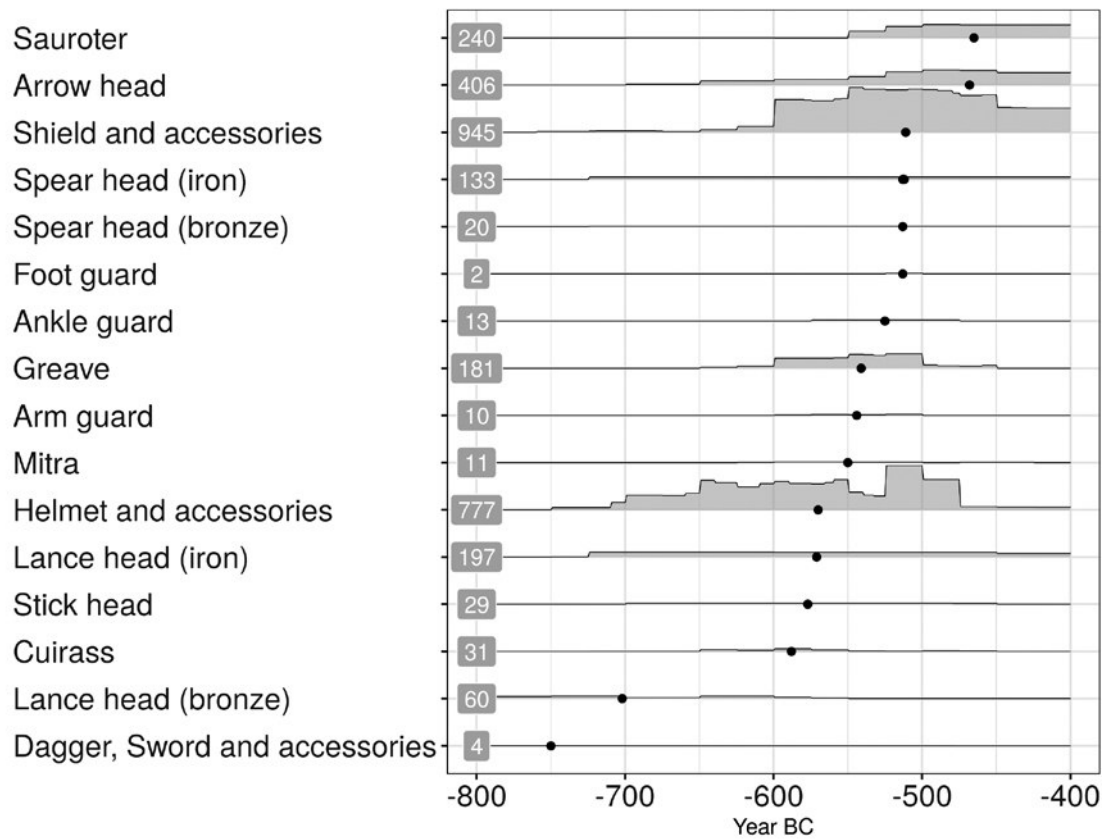 Sauroter 240
Arrow head 406
Shield and accessories 945
Spear head (iron) 133
Spear head (bronze) 20
Foot guard 2
Ankle guard 13
Greave 181
Arm guard 10
Mitra 11
Helmet and accessories 777
Lance head (iron) 197
Stick head 29
Cuirass 31
Lance head (bronze) 60
Dagger, Sword and accessories 4
-800 -700 -600 -500 -400
Year BC